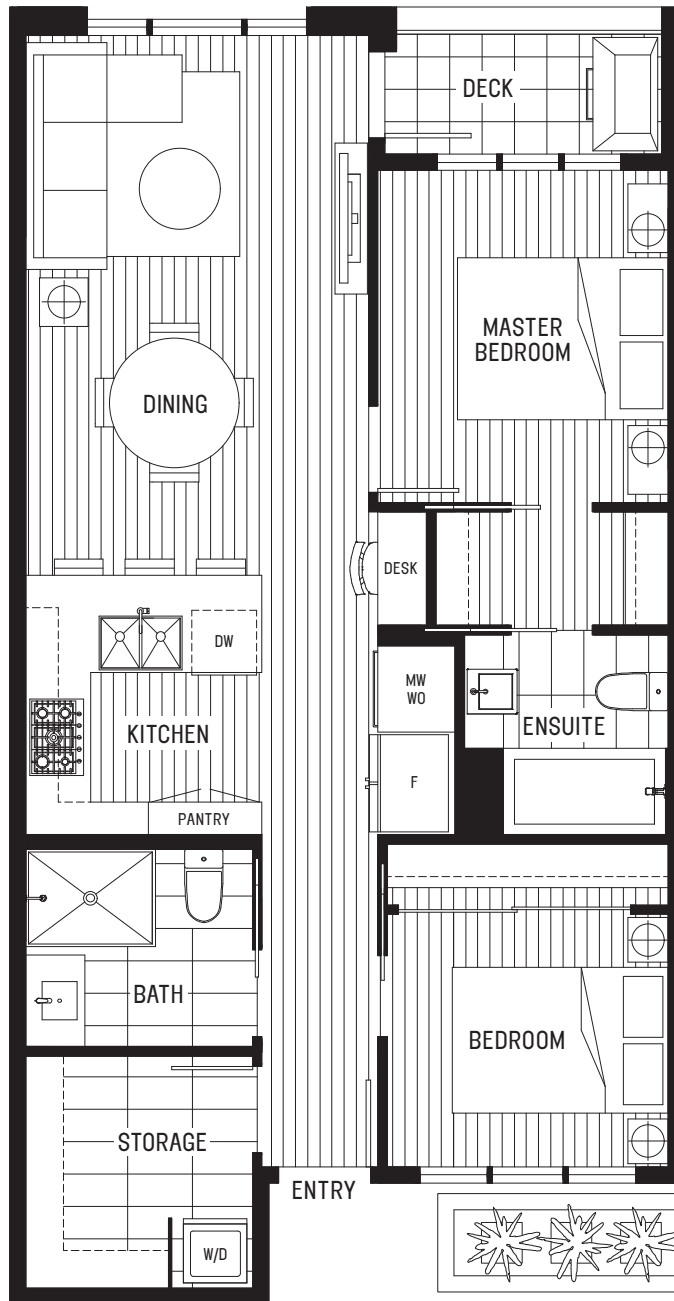 DECK
MASTER
BEDROOM
DINING
DESK
DW
MW
WO
KITCHEN
ENSUITE
F
PANTRY
BATH
BEDROOM
STORAGE
ENTRY
W/D